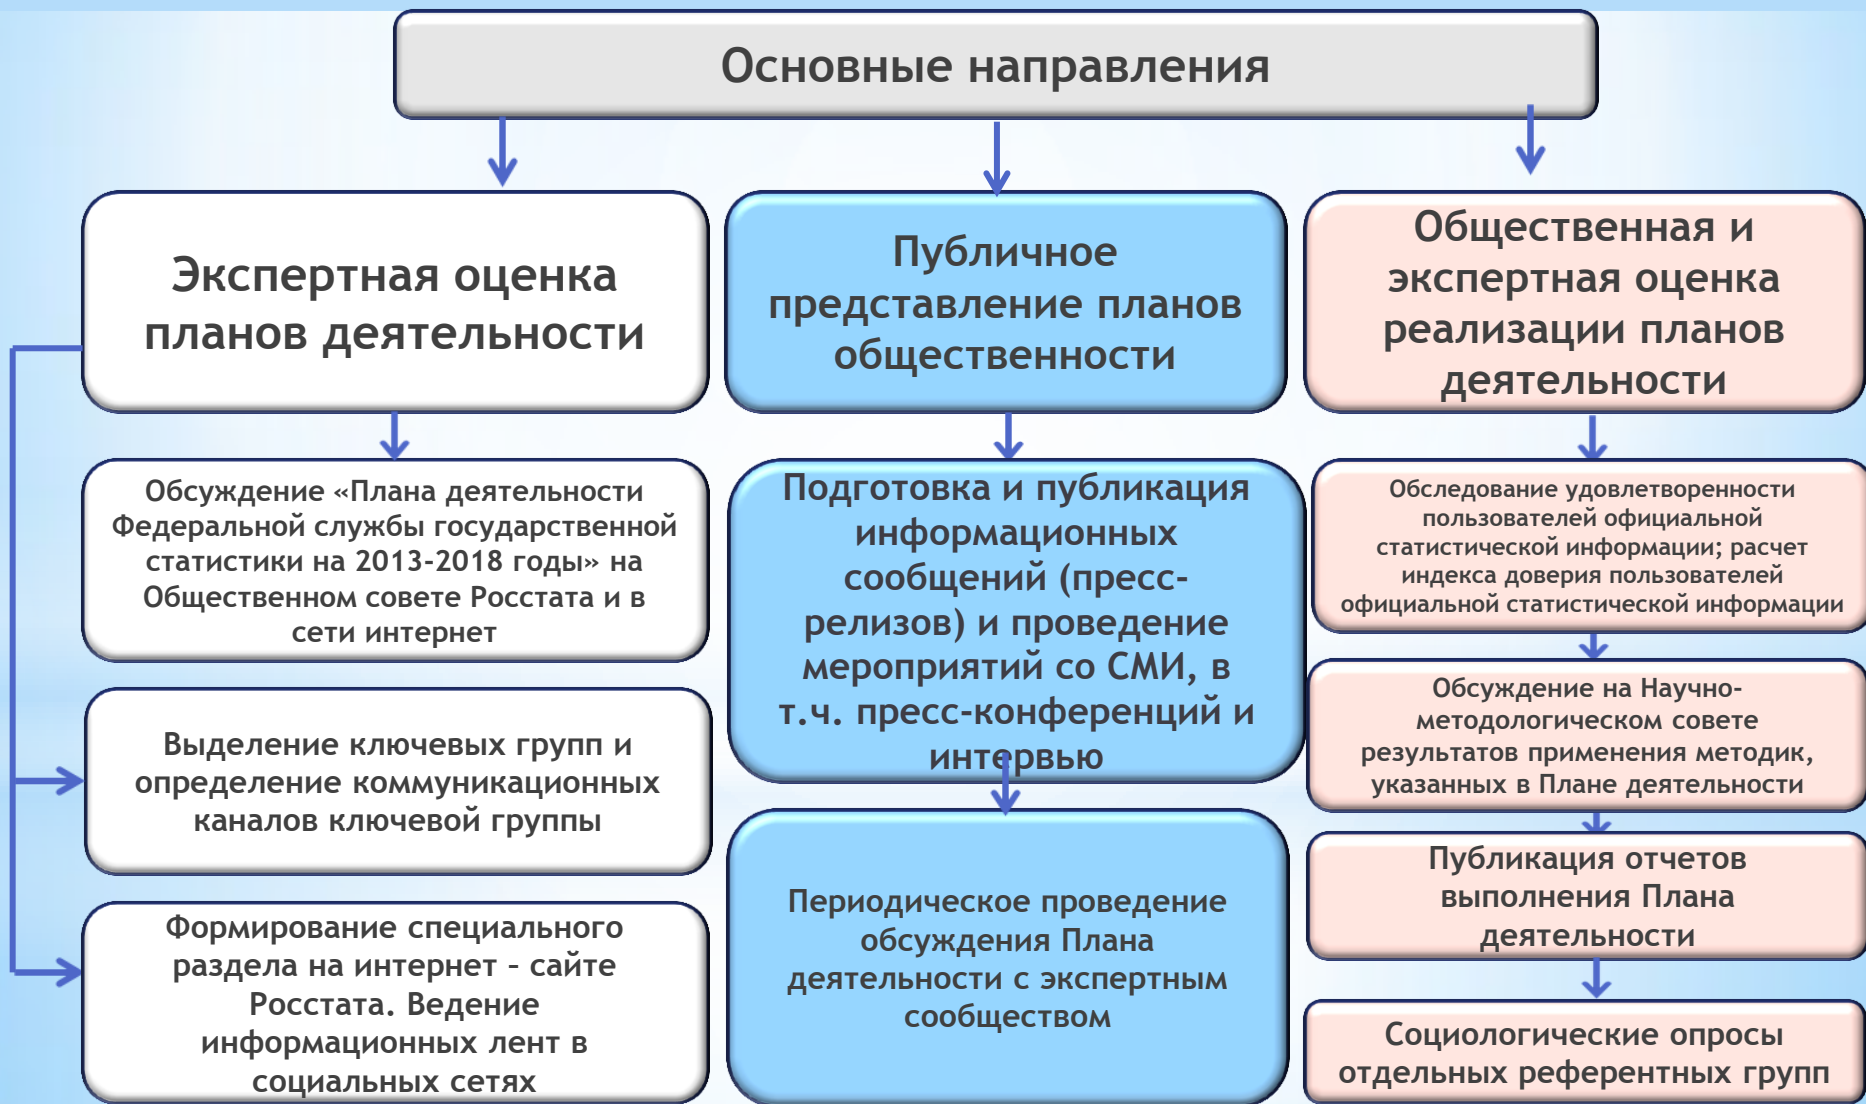 Основные направления
Экспертная оценка
планов деятельности
Обсуждение «Плана деятельности
Федеральной службы государственной
статистики на 2013-2018 годы» на
Общественном совете Росстата и в
сети интернет
Выделение ключевых групп и
определение коммуникационных
каналов ключевой группы
Формирование специального
раздела на интернет – сайте
Росстата. Ведение
информационных лент в
социальных сетях
Публичное
представление планов
общественности
Подготовка и публикация
информационных
сообщений (пресс-
релизов) и проведение
мероприятий со СМИ, в
т.ч. пресс-конференций и
интервью
Периодическое проведение
обсуждения Плана
деятельности с экспертным
сообществом
Общественная и
экспертная оценка
реализации планов
деятельности
Обследование удовлетворенности
пользователей официальной
статистической информации; расчет
индекса доверия пользователей
официальной статистической информации
Обсуждение на Научно-
методологическом совете
результатов применения методик,
указанных в Плане деятельности
Публикация отчетов
выполнения Плана
деятельности
Социологические опросы
отдельных референтных групп